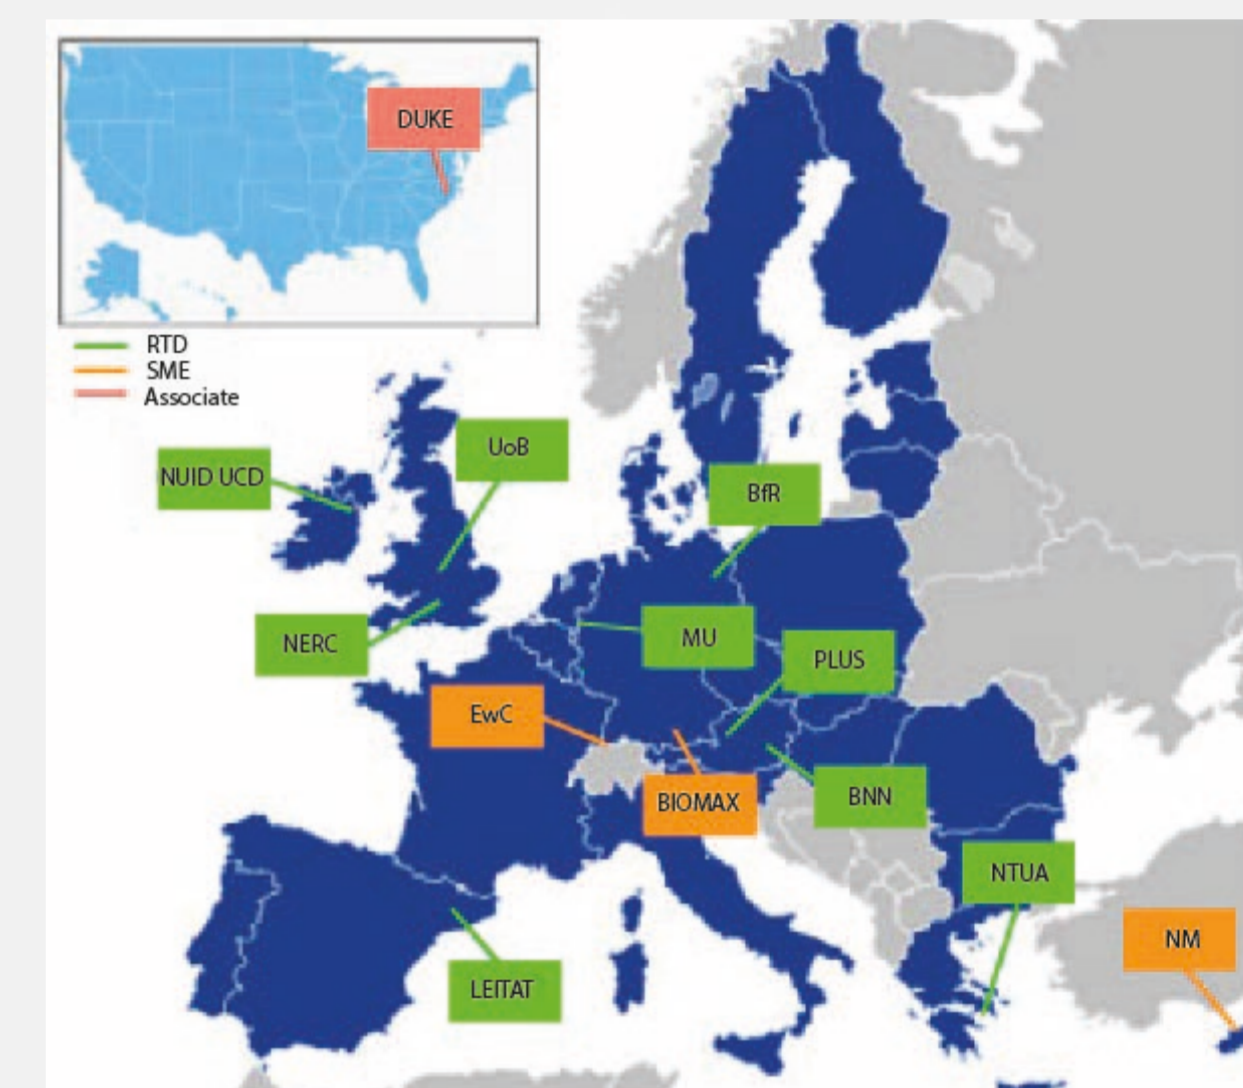 DUKE
RTD
SME
Associate
UoB
NUID UCD
BfR
NERC
MU
PLUS
EwC
BIOMAX
BNN
NTUA
NM
LEITAT